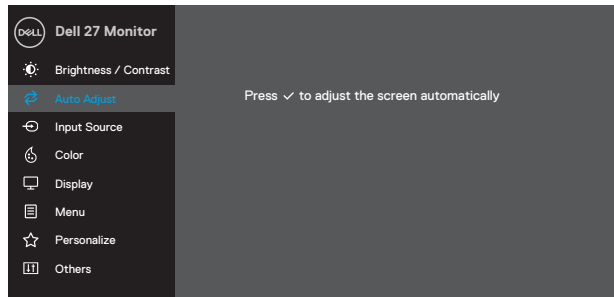 DELL Dell 27 Monitor
Brightness / Contrast
Auto Adjust
Press ✓ to adjust the screen automatically
Input Source
Color
Display
Menu
Personalize
Others